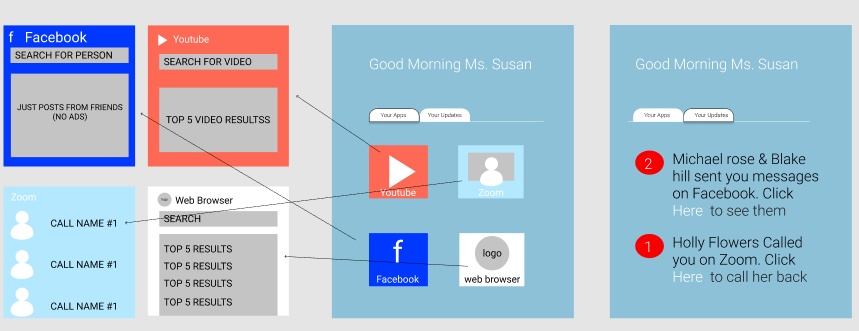 f Facebook
SEARCH FOR PERSON
JUST POSTS FROM FRIENDS
(NO ADS)
Youtube
SEARCH FOR VIDEO
TOP 5 VIDEO RESULTSS
Zoom
CALL NAME #1
CALL NAME #1
CALL NAME #1
logo
Web Browser
SEARCH
TOP 5 RESULTS
TOP 5 RESULTS
TOP 5 RESULTS
TOP 5 RESULTS
Good Morning Ms. Susan
Your Apps
Your Updates
Youtube
Zoom
f
Facebook
logo
web browser
Good Morning Ms. Susan
Your Apps
Your Updates
2
Michael rose & Blake
hill sent you messages
on Facebook. Click
Here to see them
1
Holly Flowers Called
you on Zoom. Click
Here to call her back